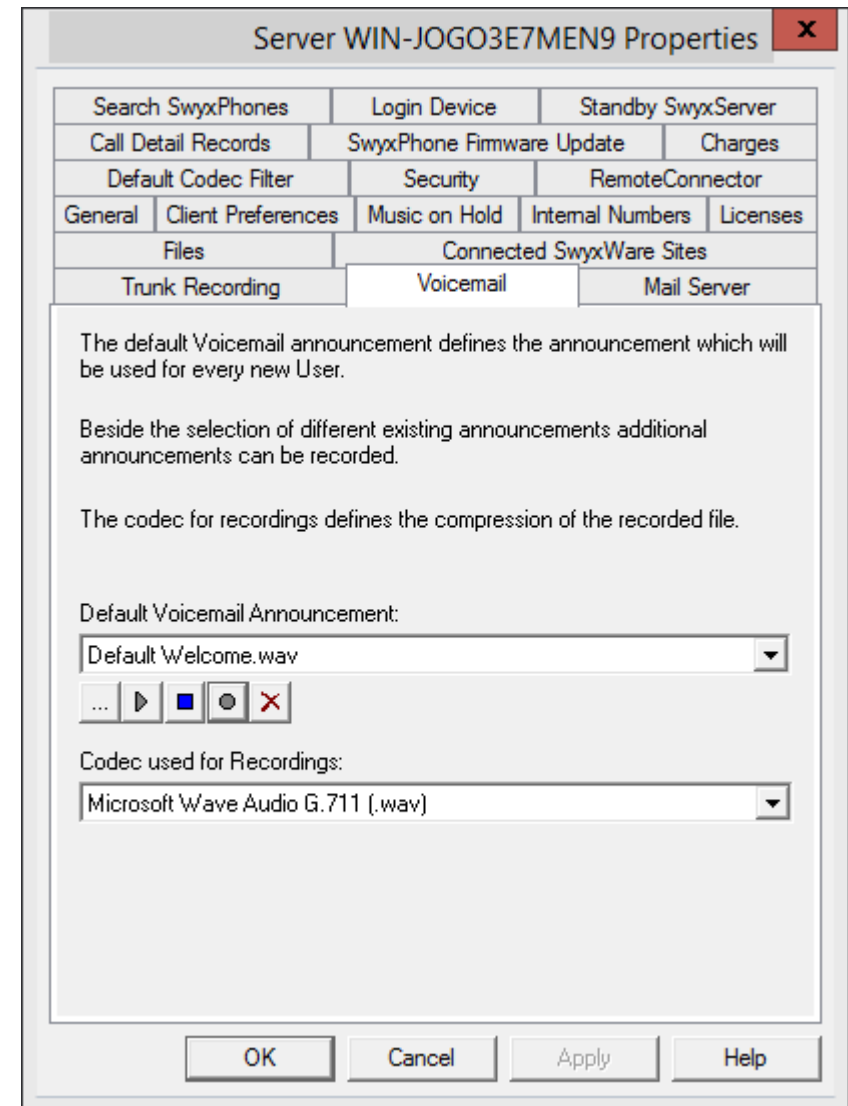 Server WIN-JOGO3E7MEN9 Properties x
Search SwyxPhones Login Device Standby SwyxServer
Call Detail Records SwyxPhone Firmware Update Charges
Default Codec Filter Security RemoteConnector
General Client Preferences Music on Hold Internal Numbers Licenses
Files Connected SwyxWare Sites
Trunk Recording Voicemail Mail Server
The default Voicemail announcement defines the announcement which will
be used for every new User.
Beside the selection of different existing announcements additional
announcements can be recorded.
The codec for recordings defines the compression of the recorded file.
Default Voicemail Announcement:
Default Welcome.wav
...
Codec used for Recordings:
Microsoft Wave Audio G.711 (.wav)
OK Cancel Apply Help